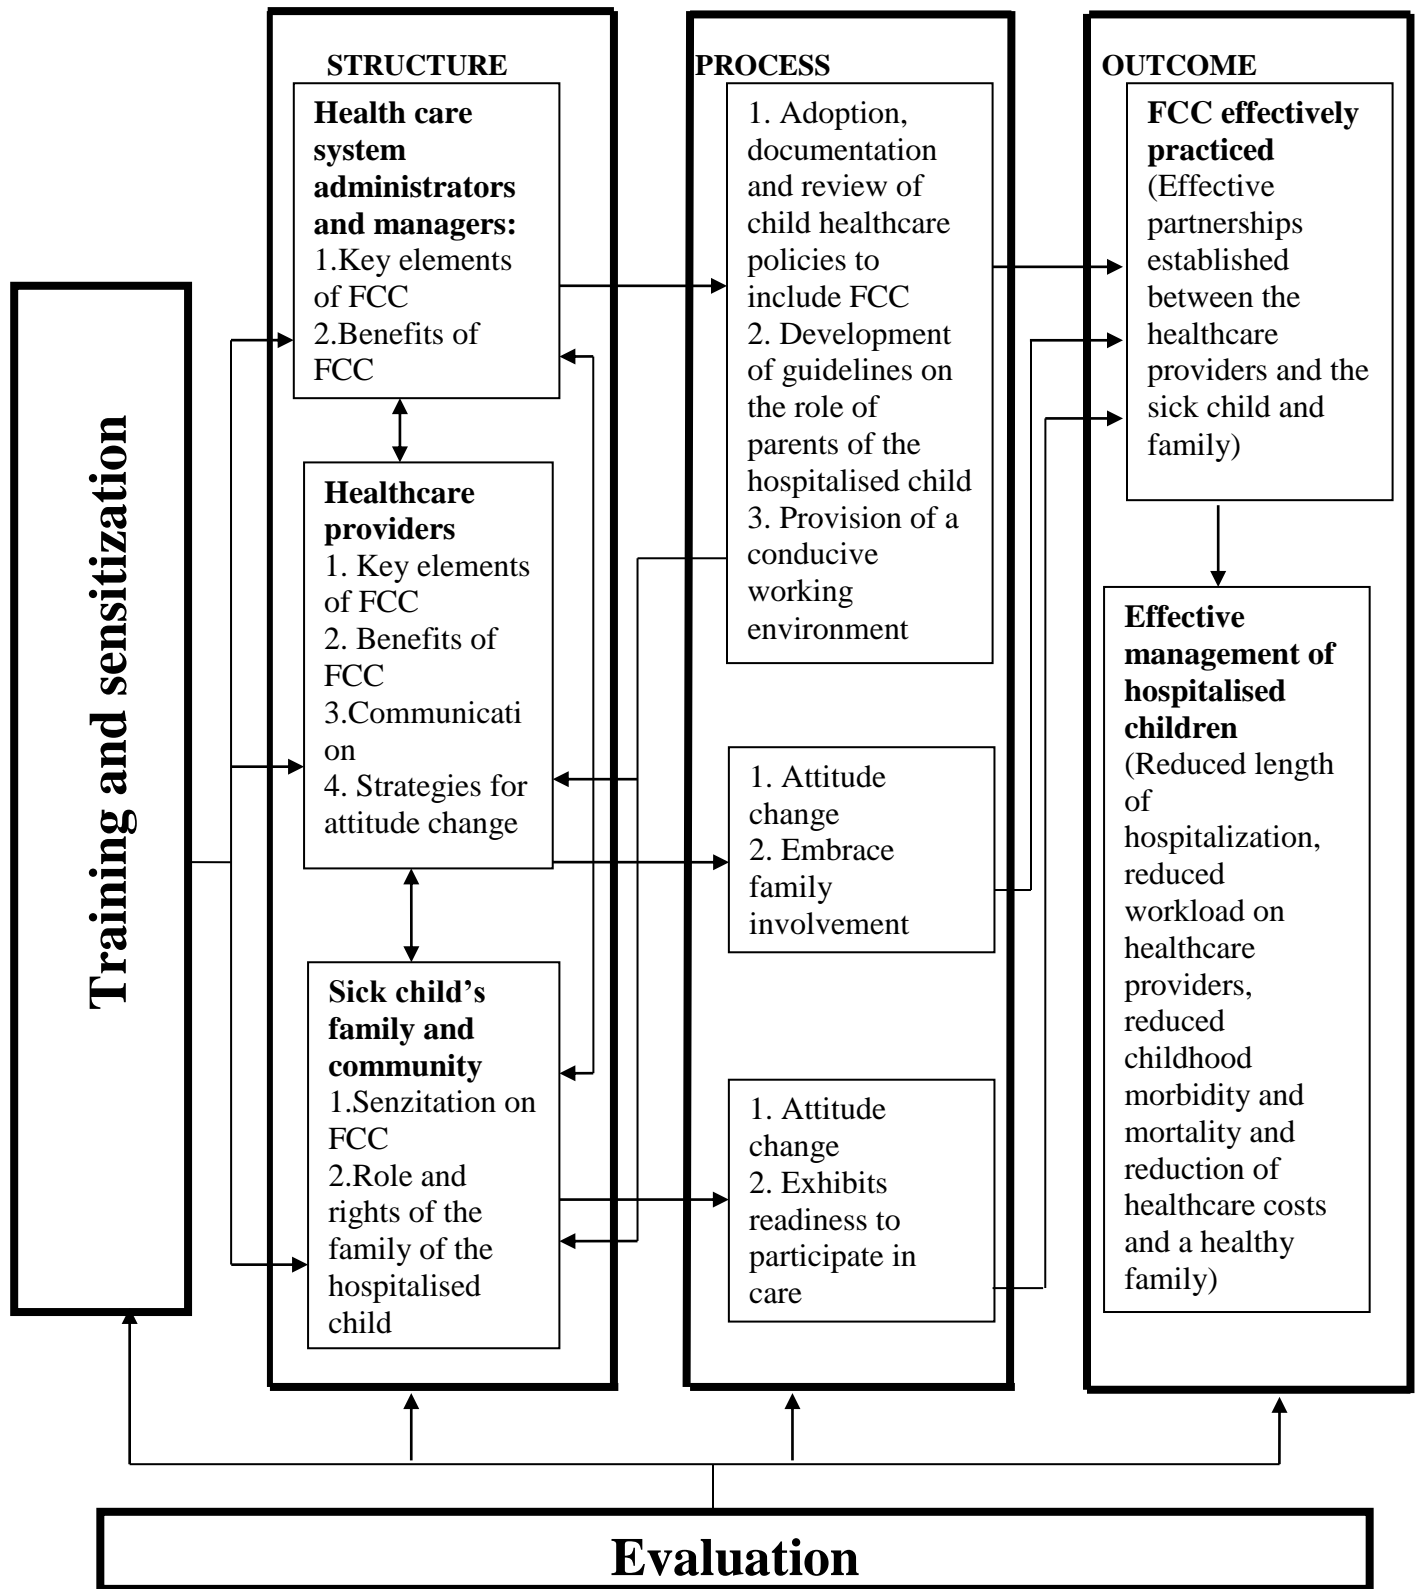 Training and sensitization
STRUCTURE
Health care
system
administrators
and managers:
1.Key elements
of FCC
2.Benefits of
FCC
Healthcare
providers
1. Key elements
of FCC
2. Benefits of
FCC
3.Communicati
on
4. Strategies for
attitude change
Sick child’s
family and
community
1.Senzitation on
FCC
2.Role and
rights of the
family of the
hospitalised
child
PROCESS
1. Adoption,
documentation
and review of
child healthcare
policies to
include FCC
2. Development
of guidelines on
the role of
parents of the
hospitalised child
3. Provision of a
conducive
working
environment
1. Attitude
change
2. Embrace
family
involvement
1. Attitude
change
2. Exhibits
readiness to
participate in
care
OUTCOME
FCC effectively
practiced
(Effective
partnerships
established
between the
healthcare
providers and the
sick child and
family)
Effective
management of
hospitalised
children
(Reduced length
of
hospitalization,
reduced
workload on
healthcare
providers,
reduced
childhood
morbidity and
mortality and
reduction of
healthcare costs
and a healthy
family)
Evaluation